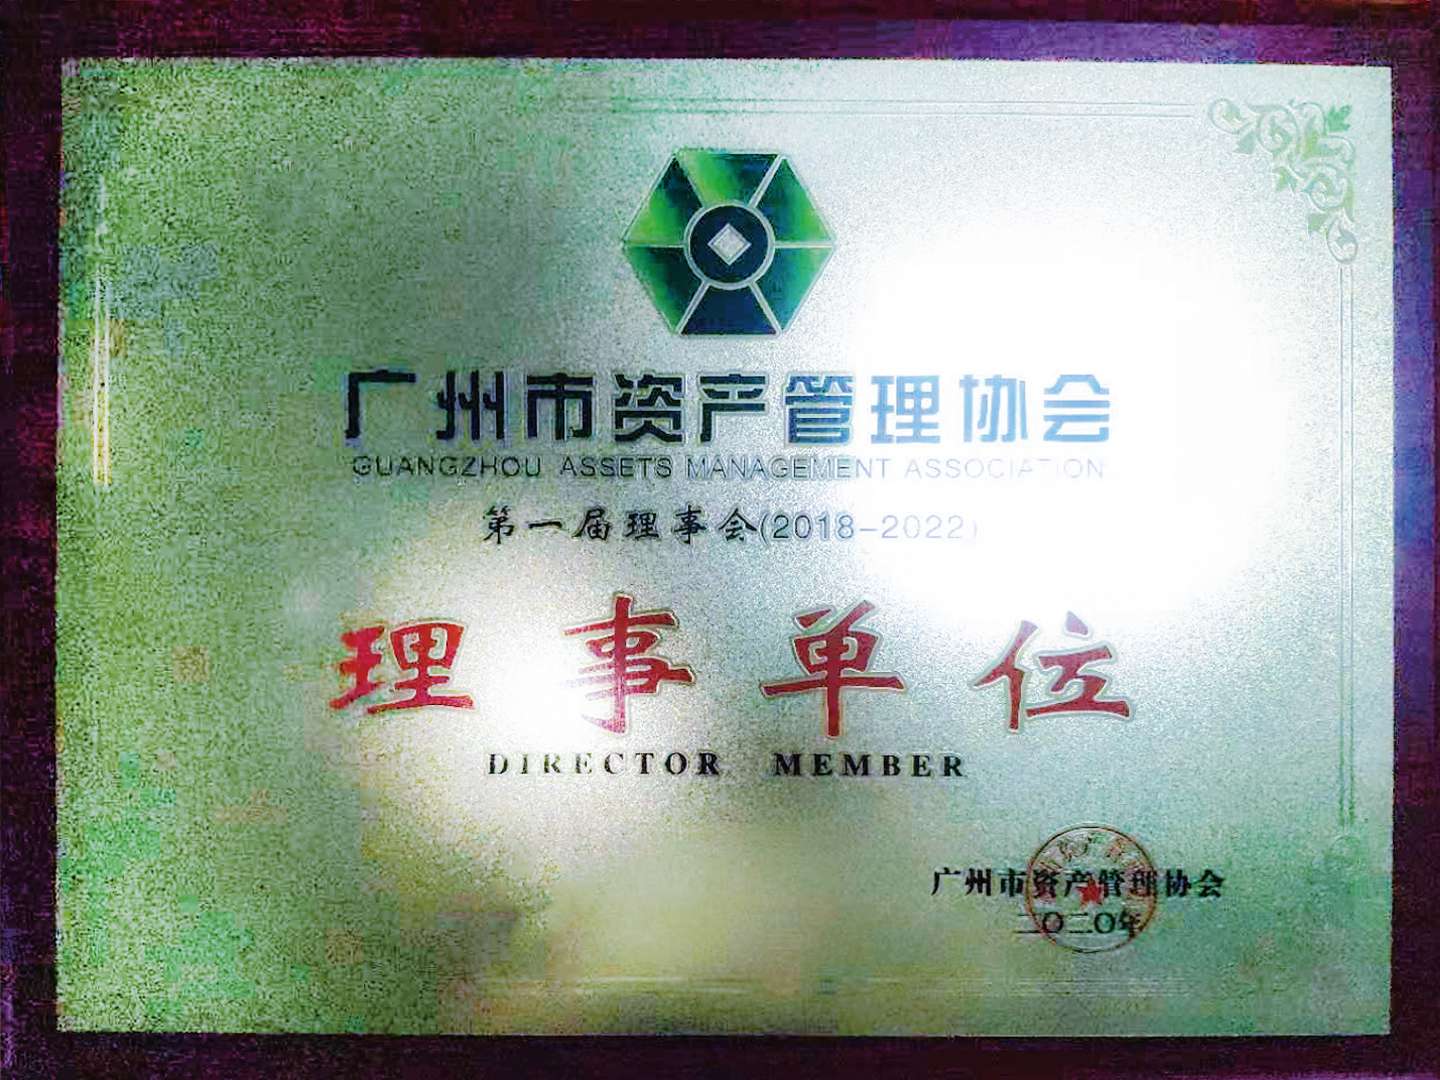 广州市资产管理协会
GUANGZHOU ASSETS MANAGEMENT ASSOCIATION
第一届理事会(2018-2022)
理事单位
DIRECTOR MEMBER
广州市资产管理协会
二〇二〇年